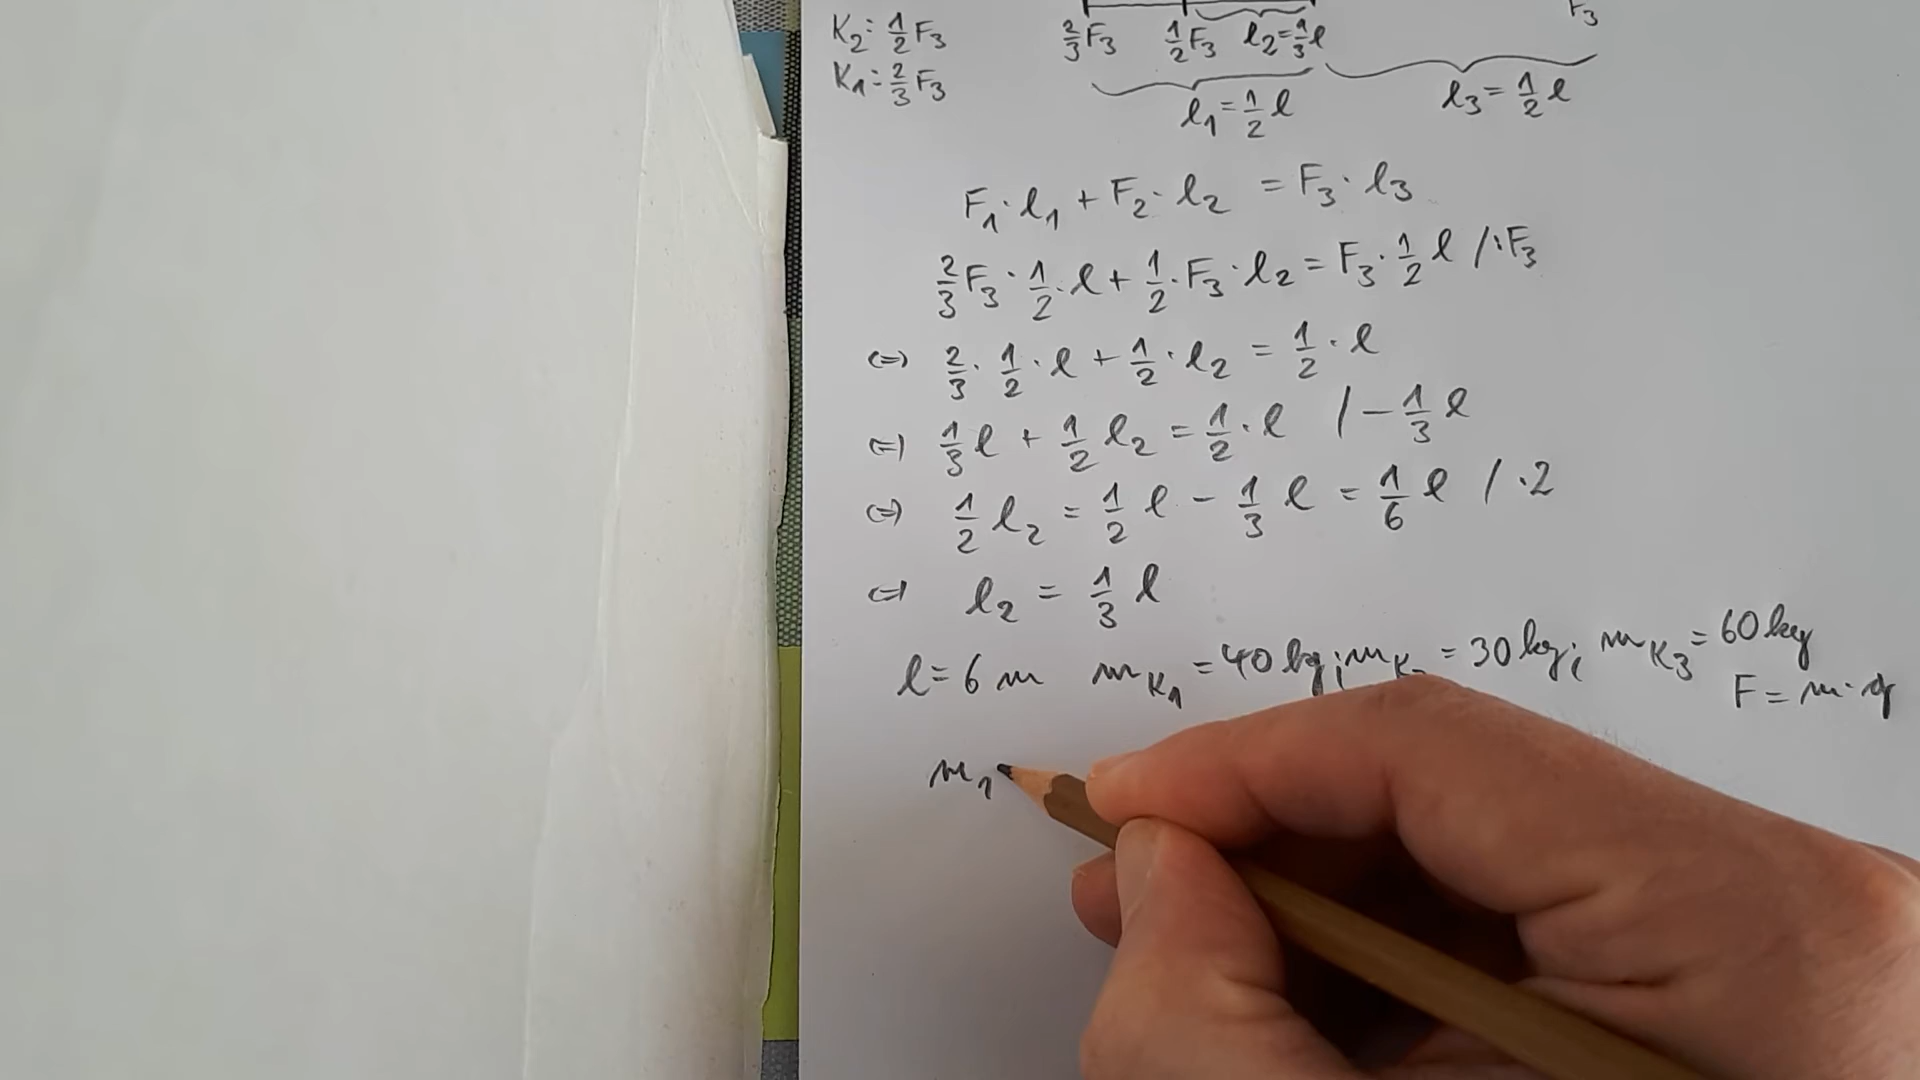 K₂ = 1/2 F₃
K₁ = 2/3 F₃
2/3 F₃ 1/2 F₃ l₂ = 1/3 l F₃
l₁ = 1/2 l l₃ = 1/2 l
F₁ · l₁ + F₂ · l₂ = F₃ · l₃
2/3 F₃ · 1/2 · l + 1/2 · F₃ · l₂ = F₃ · 1/2 l / :F₃
⇔ 2/3 · 1/2 · l + 1/2 · l₂ = 1/2 · l
⇔ 1/3 l + 1/2 l₂ = 1/2 · l / − 1/3 l
⇔ 1/2 l₂ = 1/2 l − 1/3 l = 1/6 l / · 2
⇔ l₂ = 1/3 l
l = 6 m m_K₁ = 40 kg; m_K = 30 kg; m_K₃ = 60 kg
F = m · g
m₁